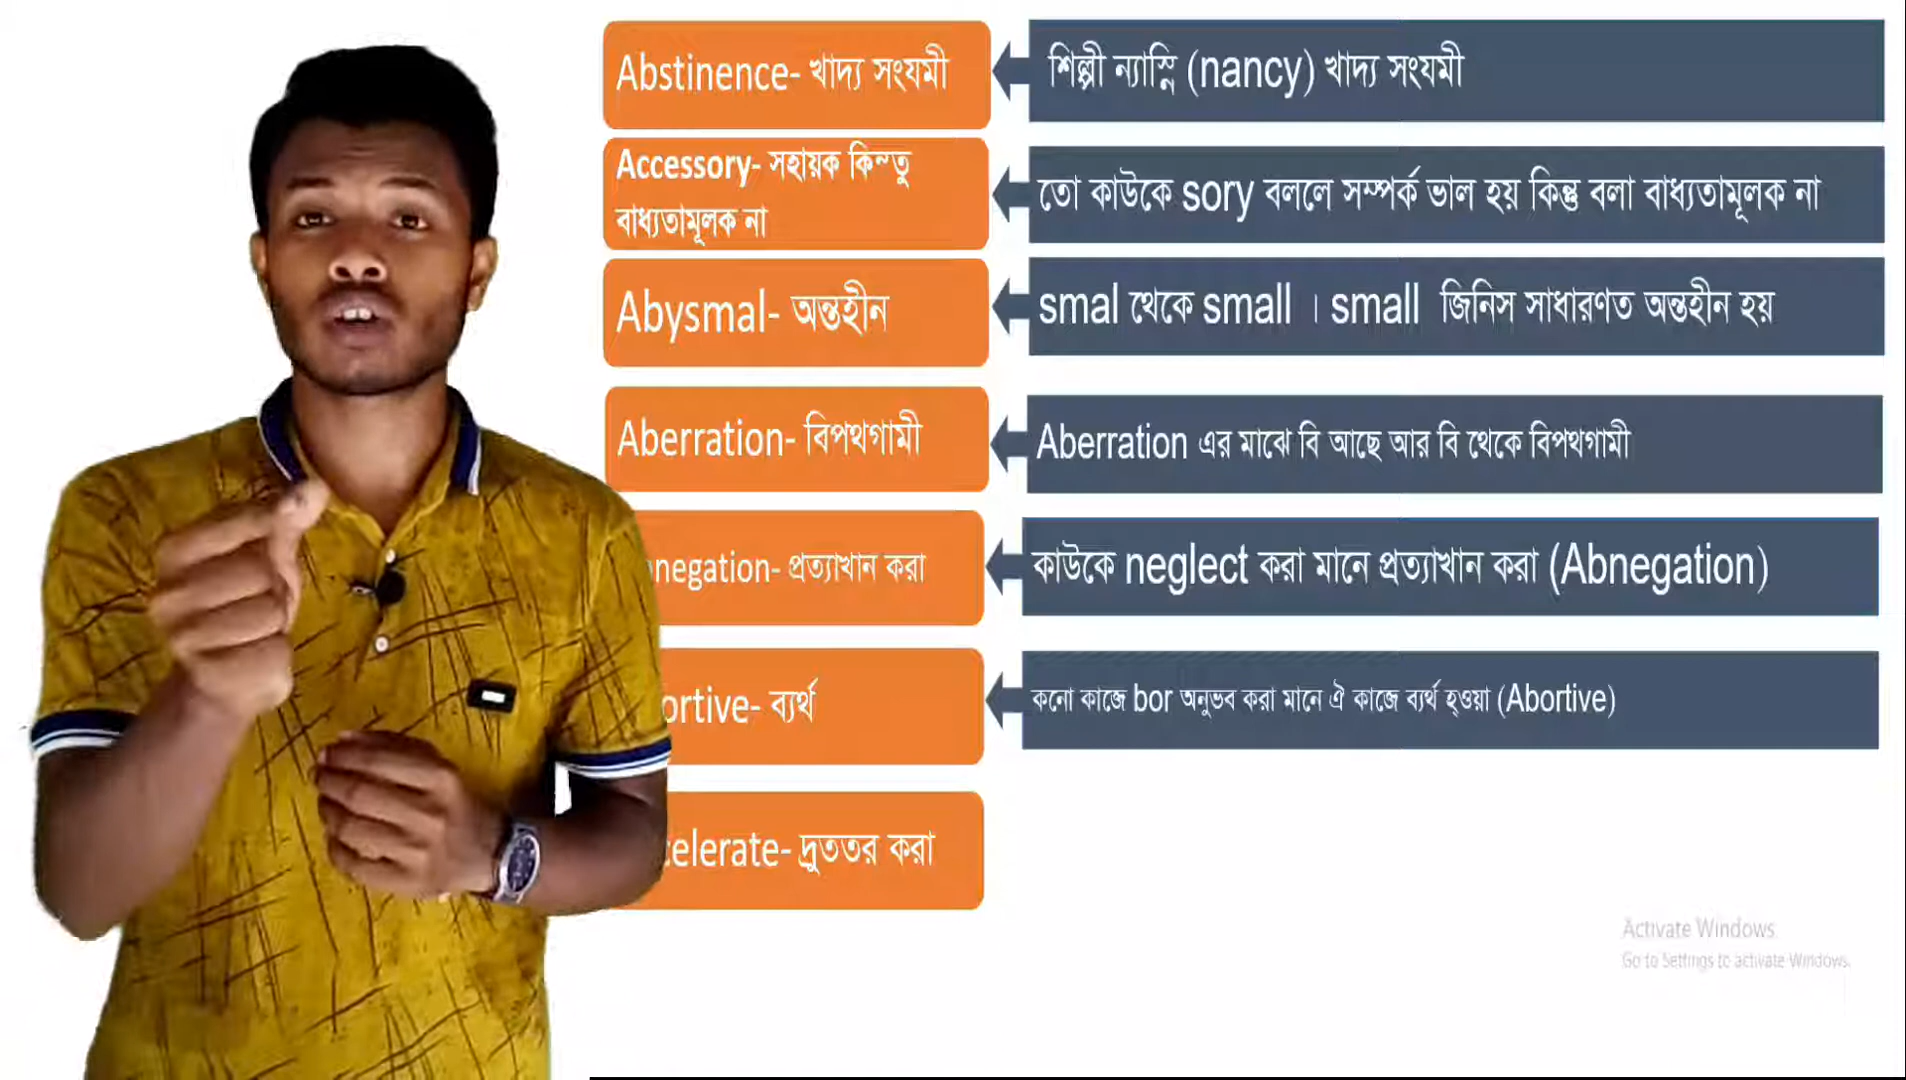 Abstinence- খাদ্য সংযমী
শিল্পী ন্যান্সি (nancy) খাদ্য সংযমী
Accessory- সহায়ক কিন্তু
বাধ্যতামূলক না
তো কাউকে sory বললে সম্পর্ক ভাল হয় কিন্তু বলা বাধ্যতামূলক না
Abysmal- অন্তহীন
smal থেকে small । small জিনিস সাধারণত অন্তহীন হয়
Aberration- বিপথগামী
Aberration এর মাঝে বি আছে আর বি থেকে বিপথগামী
negation- প্রত্যাখান করা
কাউকে neglect করা মানে প্রত্যাখান করা (Abnegation)
ortive- ব্যর্থ
কনো কাজে bor অনুভব করা মানে ঐ কাজে ব্যর্থ হ্ওয়া (Abortive)
celerate- দ্রুততর করা
Activate Windows
Go to Settings to activate Windows.